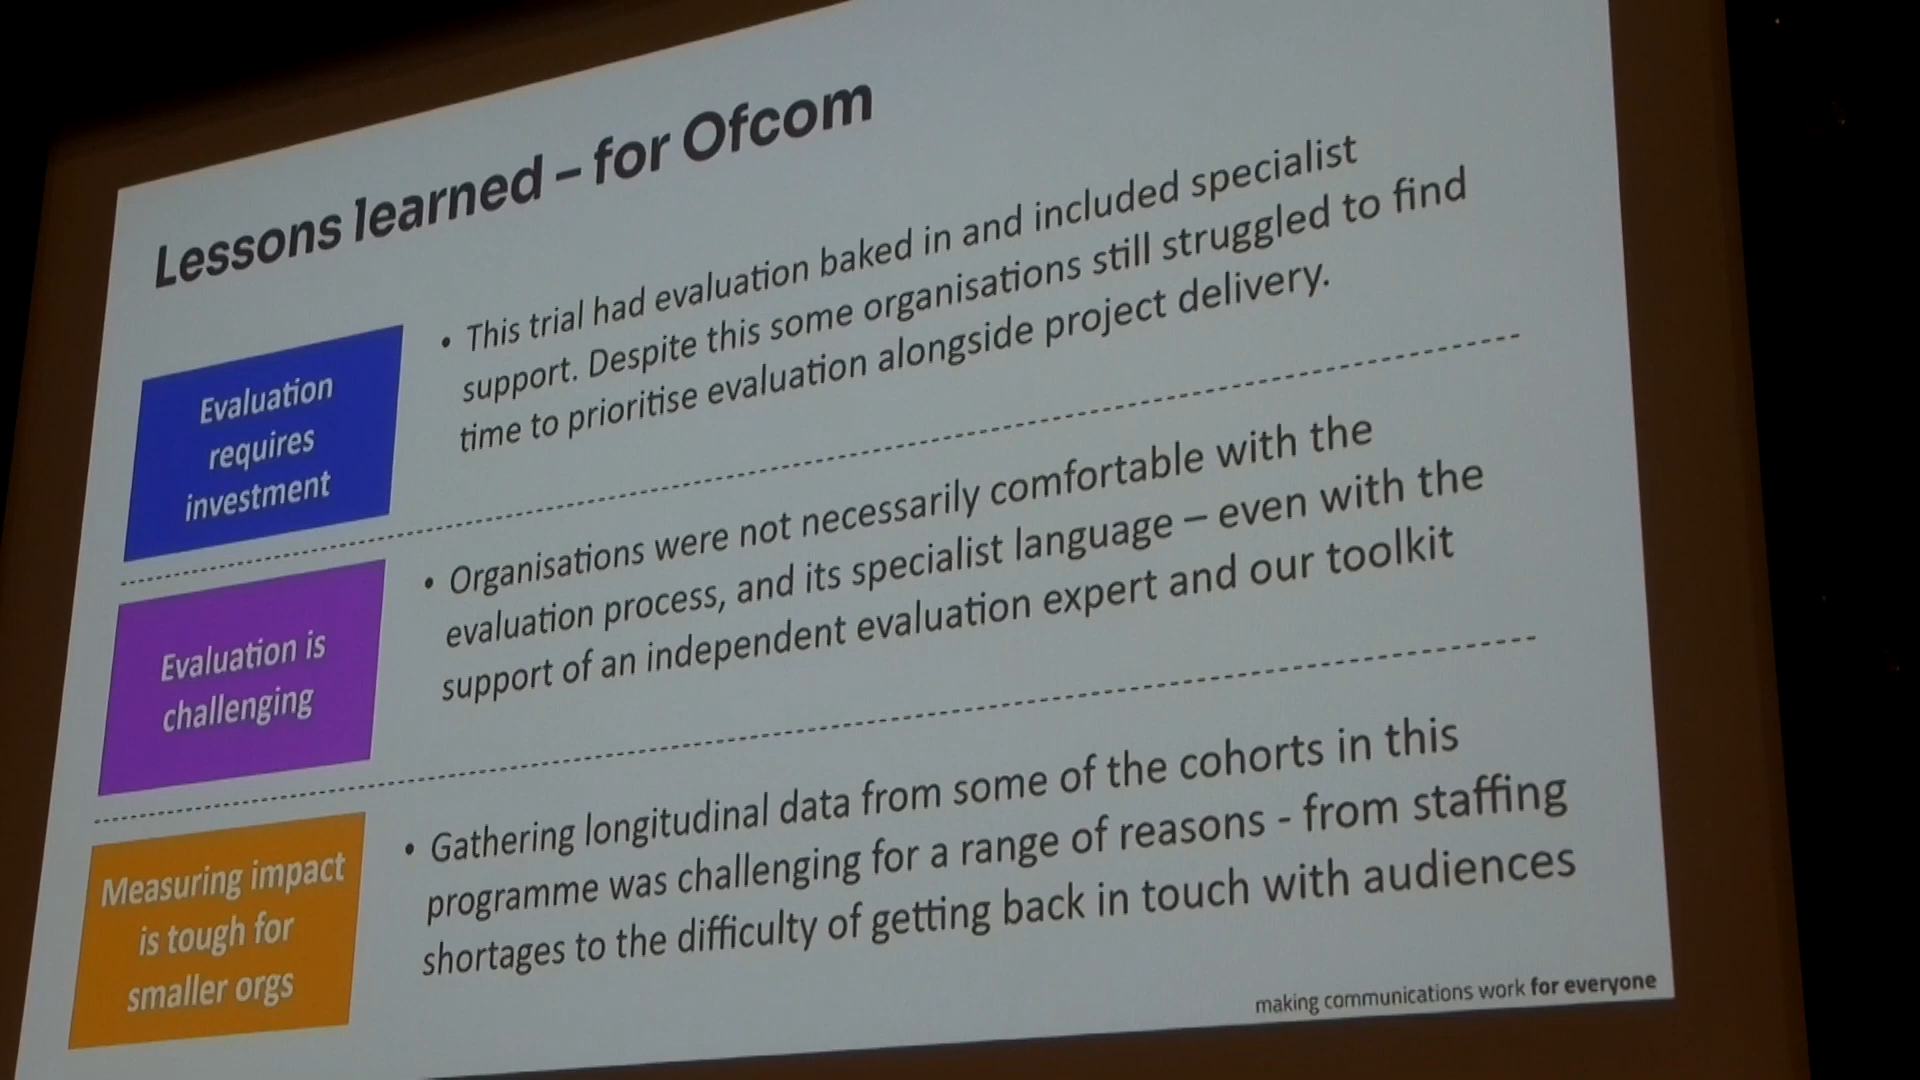 Lessons learned – for Ofcom
Evaluation
requires
investment
• This trial had evaluation baked in and included specialist
support. Despite this some organisations still struggled to find
time to prioritise evaluation alongside project delivery.
Evaluation is
challenging
• Organisations were not necessarily comfortable with the
evaluation process, and its specialist language – even with the
support of an independent evaluation expert and our toolkit
Measuring impact
is tough for
smaller orgs
• Gathering longitudinal data from some of the cohorts in this
programme was challenging for a range of reasons - from staffing
shortages to the difficulty of getting back in touch with audiences
making communications work for everyone